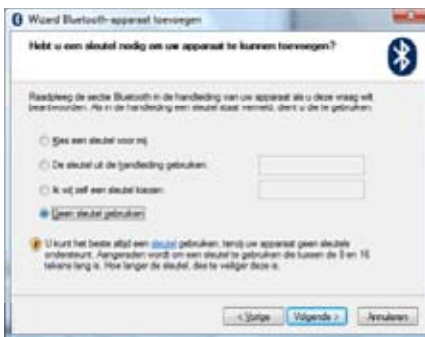 Wizard Bluetooth-apparaat toevoegen
Hebt u een sleutel nodig om uw apparaat te kunnen toevoegen?
Raadpleeg de sectie Bluetooth in de handleiding van uw apparaat als u deze vraag wilt
beantwoorden. Als in de handleiding een sleutel staat vermeld, dient u die te gebruiken.
Kies een sleutel voor mij
De sleutel uit de handleiding gebruiken:
Ik wil zelf een sleutel kiezen:
Geen sleutel gebruiken
U kunt het beste altijd een sleutel gebruiken, tenzij uw apparaat geen sleutels
ondersteunt. Aangeraden wordt om een sleutel te gebruiken die tussen de 8 en 16
tekens lang is. Hoe langer de sleutel, des te veiliger deze is.
< Vorige
Volgende >
Annuleren